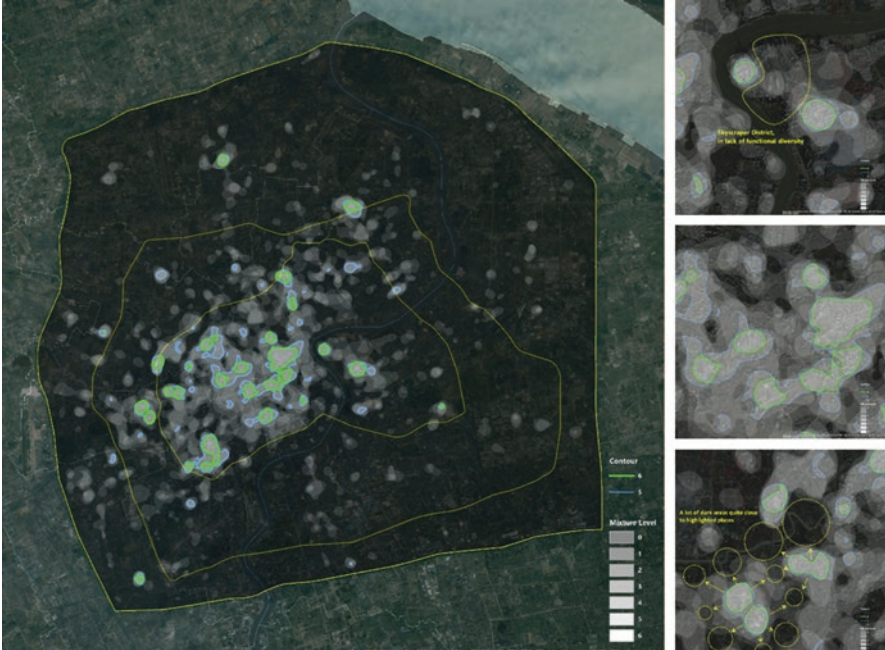 Contour
6
5
Mixture Level
0
1
2
3
4
5
6
Skyscraper District,
in lack of functional diversity
A lot of dark areas quite close
to highlighted places